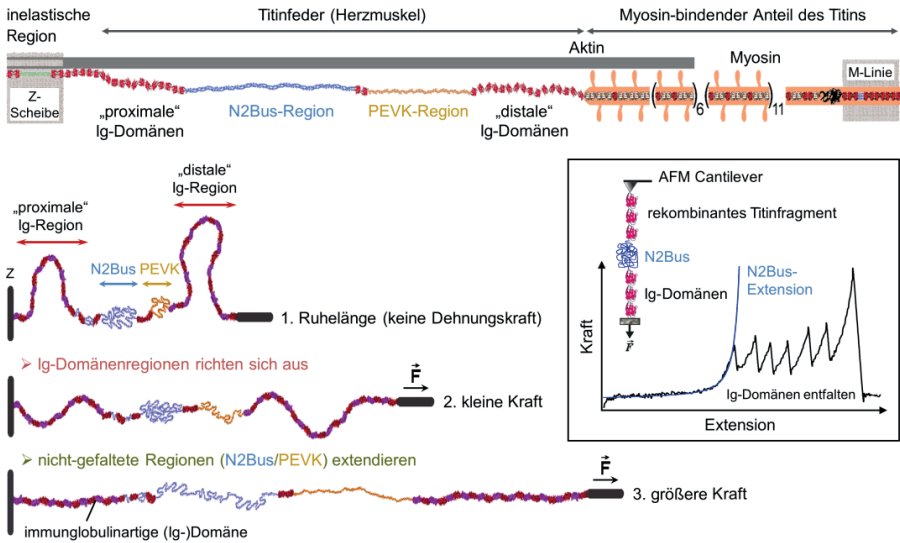 inelastische
Region
Titinfeder (Herzmuskel)
Myosin-bindender Anteil des Titins
Aktin
Myosin
M-Linie
Z-
Scheibe
„proximale“
Ig-Domänen
N2Bus-Region
PEVK-Region
„distale“
Ig-Domänen
6
11
„distale“
Ig-Region
„proximale“
Ig-Region
N2Bus
PEVK
Z
1. Ruhelänge (keine Dehnungskraft)
➢ Ig-Domänenregionen richten sich aus
F
2. kleine Kraft
➢ nicht-gefaltete Regionen (N2Bus/PEVK) extendieren
F
3. größere Kraft
immunglobulinartige (Ig-)Domäne
AFM Cantilever
rekombinantes Titinfragment
N2Bus
Ig-Domänen
F
N2Bus-
Extension
Kraft
Ig-Domänen entfalten
Extension